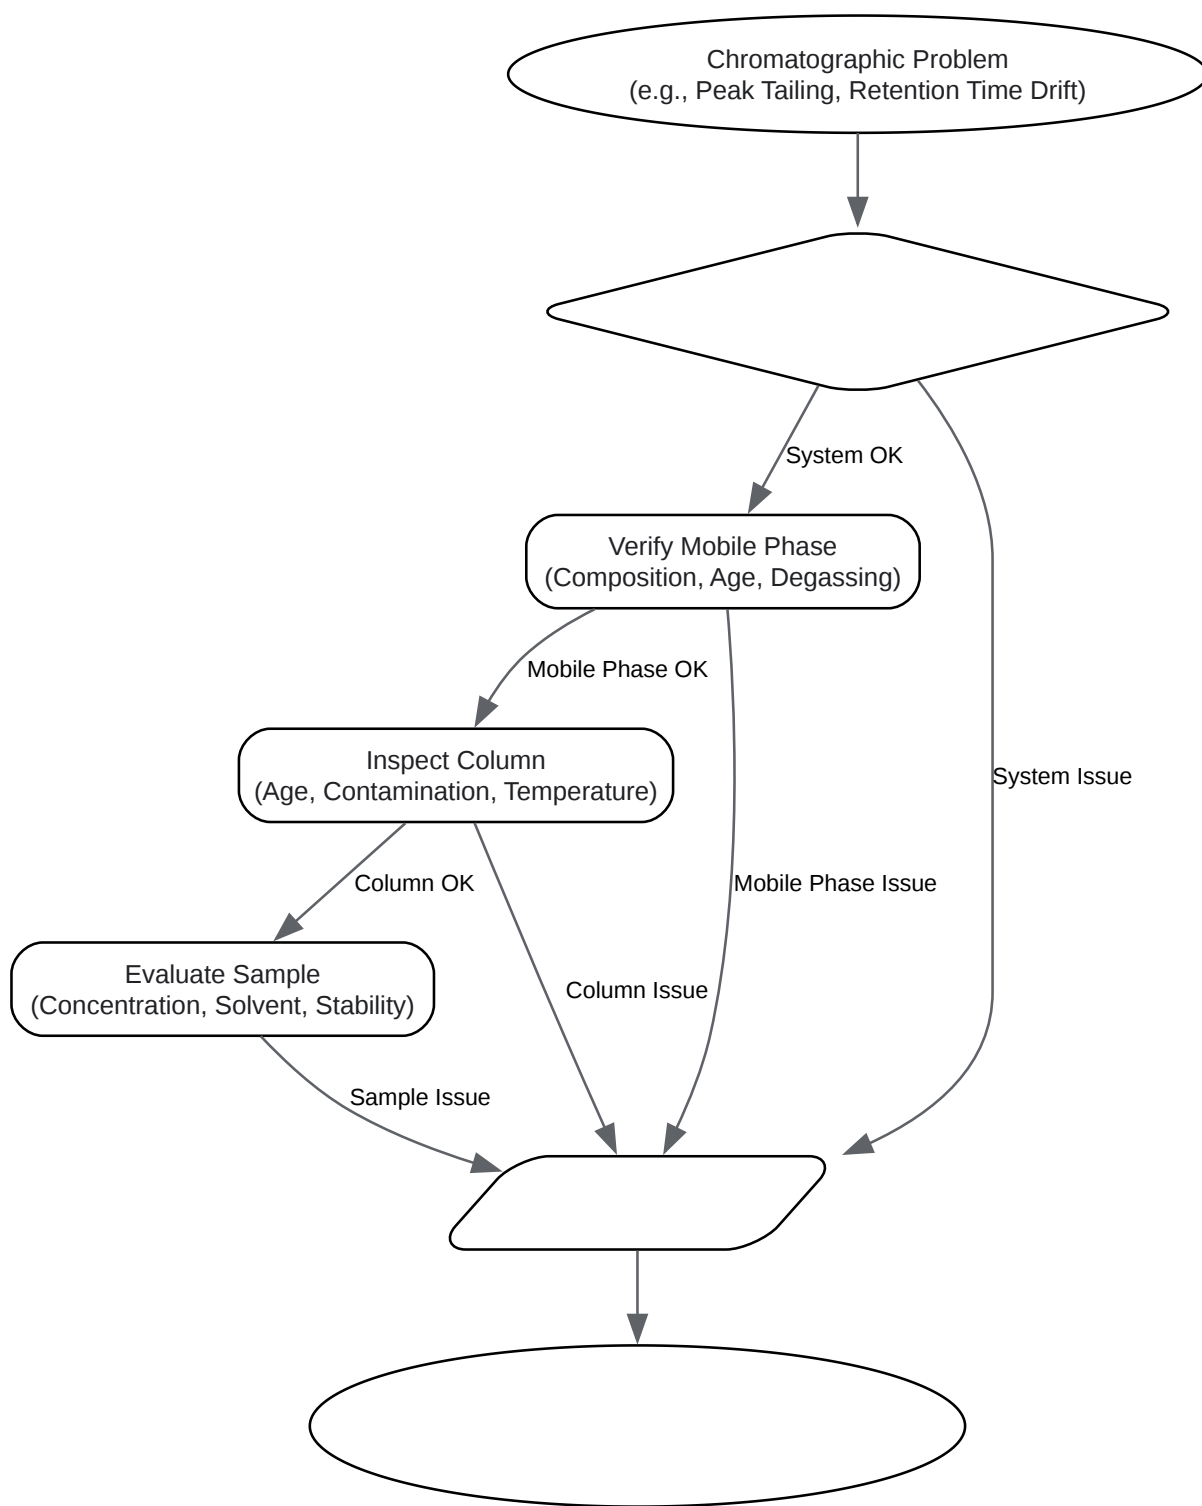 Chromatographic Problem
(e.g., Peak Tailing, Retention Time Drift)
System OK
Verify Mobile Phase
(Composition, Age, Degassing)
Mobile Phase OK
Inspect Column
(Age, Contamination, Temperature)
System Issue
Column OK
Mobile Phase Issue
Evaluate Sample
(Concentration, Solvent, Stability)
Column Issue
Sample Issue